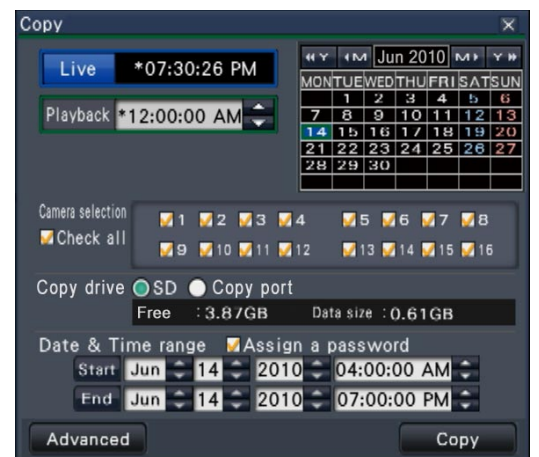 Copy
Live *07:30:26 PM
Playback *12:00:00 AM
Y M Jun 2010 M Y
MON TUE WED THU FRI SAT SUN
1 2 3 4 5 6
7 8 9 10 11 12 13
14 15 16 17 18 19 20
21 22 23 24 25 26 27
28 29 30
Camera selection
Check all
1 2 3 4 5 6 7 8
9 10 11 12 13 14 15 16
Copy drive SD Copy port
Free :3.87GB Data size :0.61GB
Date & Time range Assign a password
Start Jun 14 2010 04:00:00 AM
End Jun 14 2010 07:00:00 PM
Advanced Copy